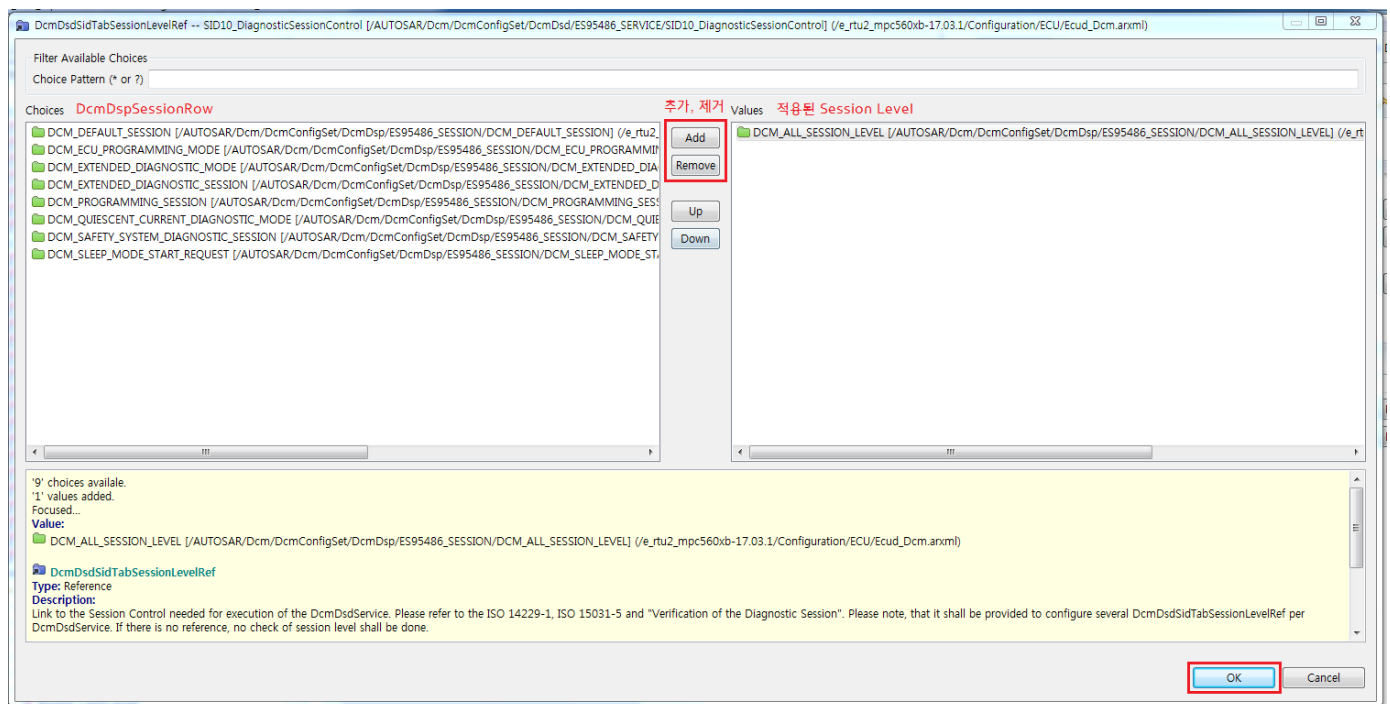 DcmDsdSidTabSessionLevelRef -- SID10_DiagnosticSessionControl [/AUTOSAR/Dcm/DcmConfigSet/DcmDsd/ES95486_SERVICE/SID10_DiagnosticSessionControl] (/e_rtu2_mpc560xb-17.03.1/Configuration/ECU/Ecud_Dcm.arxml)
Filter Available Choices
Choice Pattern (* or ?)
Choices DcmDspSessionRow
추가, 제거
Values 적용된 Session Level
DCM_DEFAULT_SESSION [/AUTOSAR/Dcm/DcmConfigSet/DcmDsp/ES95486_SESSION/DCM_DEFAULT_SESSION] (/e_rtu2_
DCM_ECU_PROGRAMMING_MODE [/AUTOSAR/Dcm/DcmConfigSet/DcmDsp/ES95486_SESSION/DCM_ECU_PROGRAMMIN
DCM_EXTENDED_DIAGNOSTIC_MODE [/AUTOSAR/Dcm/DcmConfigSet/DcmDsp/ES95486_SESSION/DCM_EXTENDED_DIA
DCM_EXTENDED_DIAGNOSTIC_SESSION [/AUTOSAR/Dcm/DcmConfigSet/DcmDsp/ES95486_SESSION/DCM_EXTENDED_D
DCM_PROGRAMMING_SESSION [/AUTOSAR/Dcm/DcmConfigSet/DcmDsp/ES95486_SESSION/DCM_PROGRAMMING_SES
DCM_QUIESCENT_CURRENT_DIAGNOSTIC_MODE [/AUTOSAR/Dcm/DcmConfigSet/DcmDsp/ES95486_SESSION/DCM_QUIE
DCM_SAFETY_SYSTEM_DIAGNOSTIC_SESSION [/AUTOSAR/Dcm/DcmConfigSet/DcmDsp/ES95486_SESSION/DCM_SAFETY
DCM_SLEEP_MODE_START_REQUEST [/AUTOSAR/Dcm/DcmConfigSet/DcmDsp/ES95486_SESSION/DCM_SLEEP_MODE_ST
Add
Remove
Up
Down
DCM_ALL_SESSION_LEVEL [/AUTOSAR/Dcm/DcmConfigSet/DcmDsp/ES95486_SESSION/DCM_ALL_SESSION_LEVEL] (/e_rt
'9' choices availale.
'1' values added.
Focused...
Value:
DCM_ALL_SESSION_LEVEL [/AUTOSAR/Dcm/DcmConfigSet/DcmDsp/ES95486_SESSION/DCM_ALL_SESSION_LEVEL] (/e_rtu2_mpc560xb-17.03.1/Configuration/ECU/Ecud_Dcm.arxml)
DcmDsdSidTabSessionLevelRef
Type: Reference
Description:
Link to the Session Control needed for execution of the DcmDsdService. Please refer to the ISO 14229-1, ISO 15031-5 and "Verification of the Diagnostic Session". Please note, that it shall be provided to configure several DcmDsdSidTabSessionLevelRef per
DcmDsdService. If there is no reference, no check of session level shall be done.
OK
Cancel